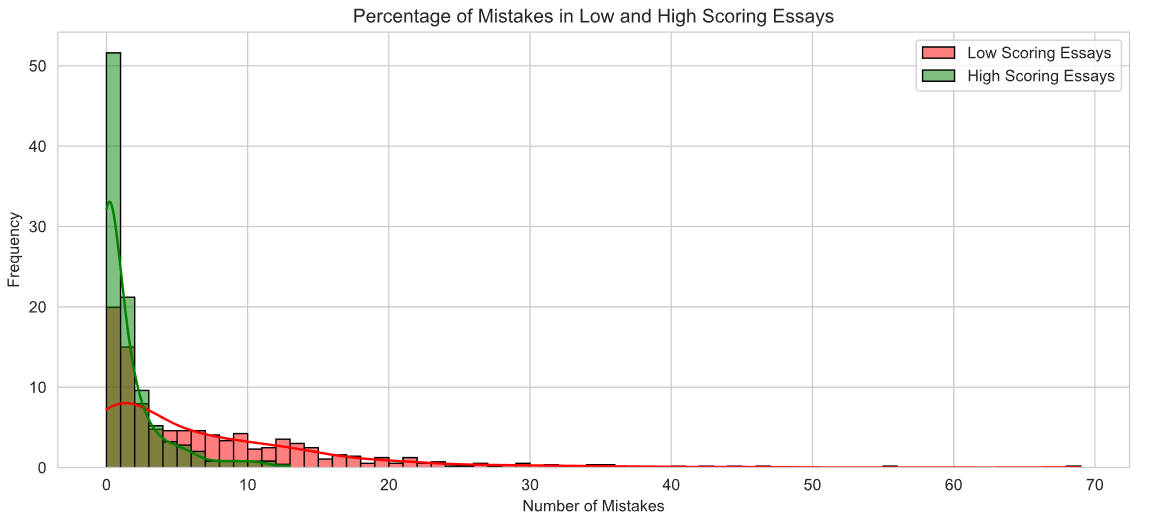 Percentage of Mistakes in Low and High Scoring Essays
Low Scoring Essays
High Scoring Essays
Frequency
50
40
30
20
10
0
0 10 20 30 40 50 60 70
Number of Mistakes